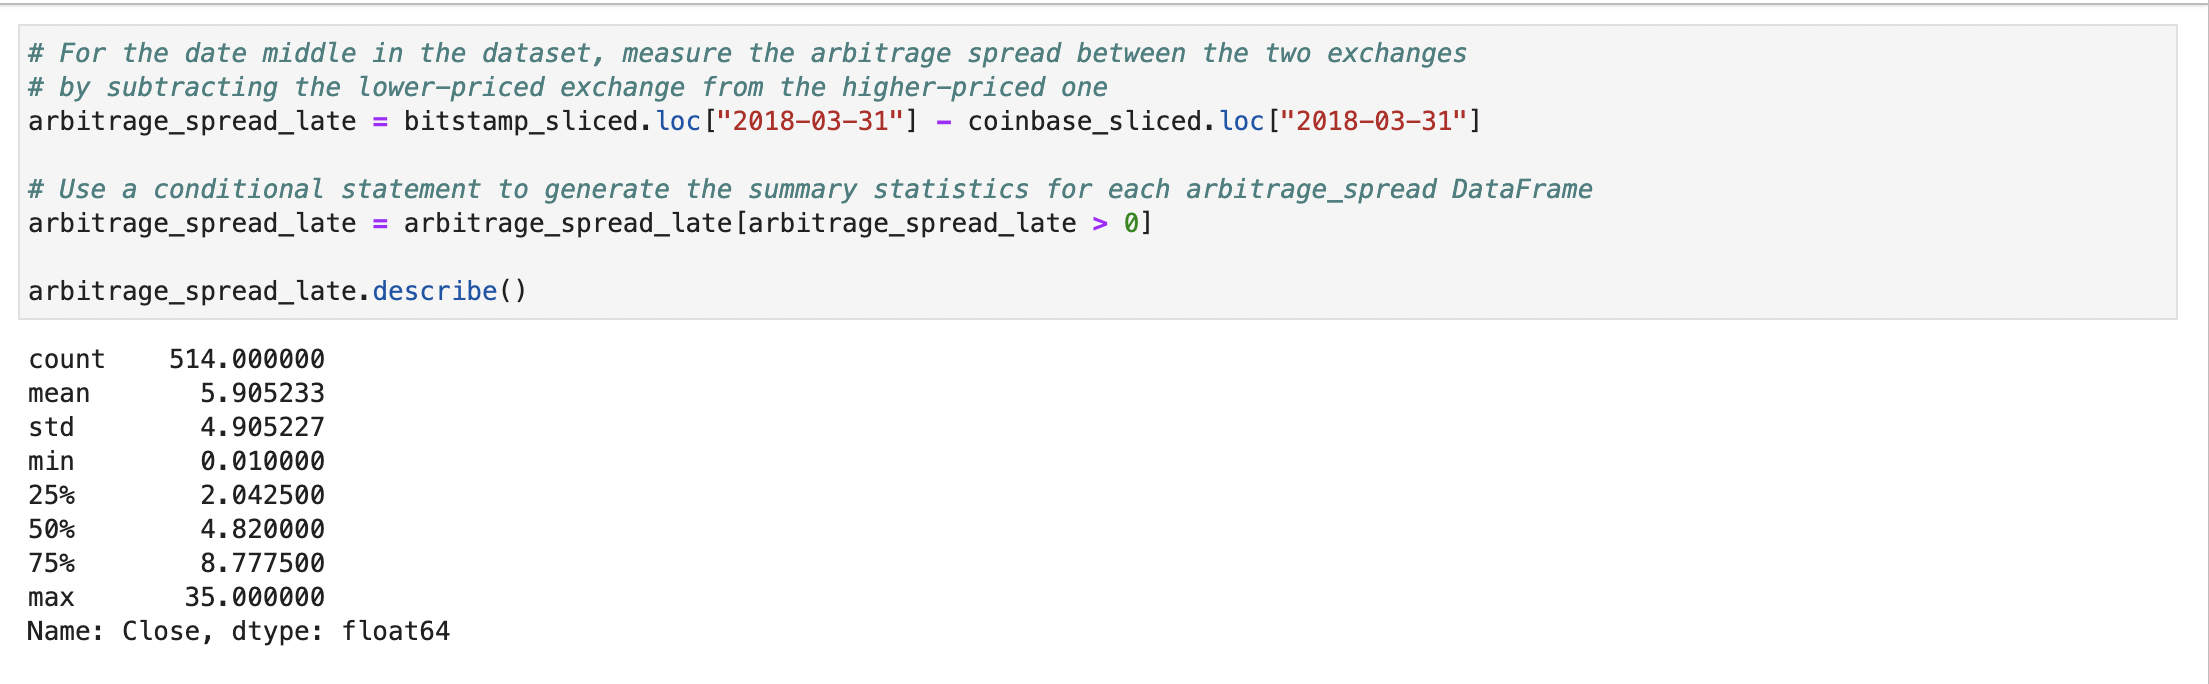 # For the date middle in the dataset, measure the arbitrage spread between the two exchanges
# by subtracting the lower-priced exchange from the higher-priced one
arbitrage_spread_late = bitstamp_sliced.loc["2018-03-31"] - coinbase_sliced.loc["2018-03-31"]
# Use a conditional statement to generate the summary statistics for each arbitrage_spread DataFrame
arbitrage_spread_late = arbitrage_spread_late[arbitrage_spread_late > 0]
arbitrage_spread_late.describe()
count    514.000000
mean       5.905233
std        4.905227
min        0.010000
25%        2.042500
50%        4.820000
75%        8.777500
max       35.000000
Name: Close, dtype: float64